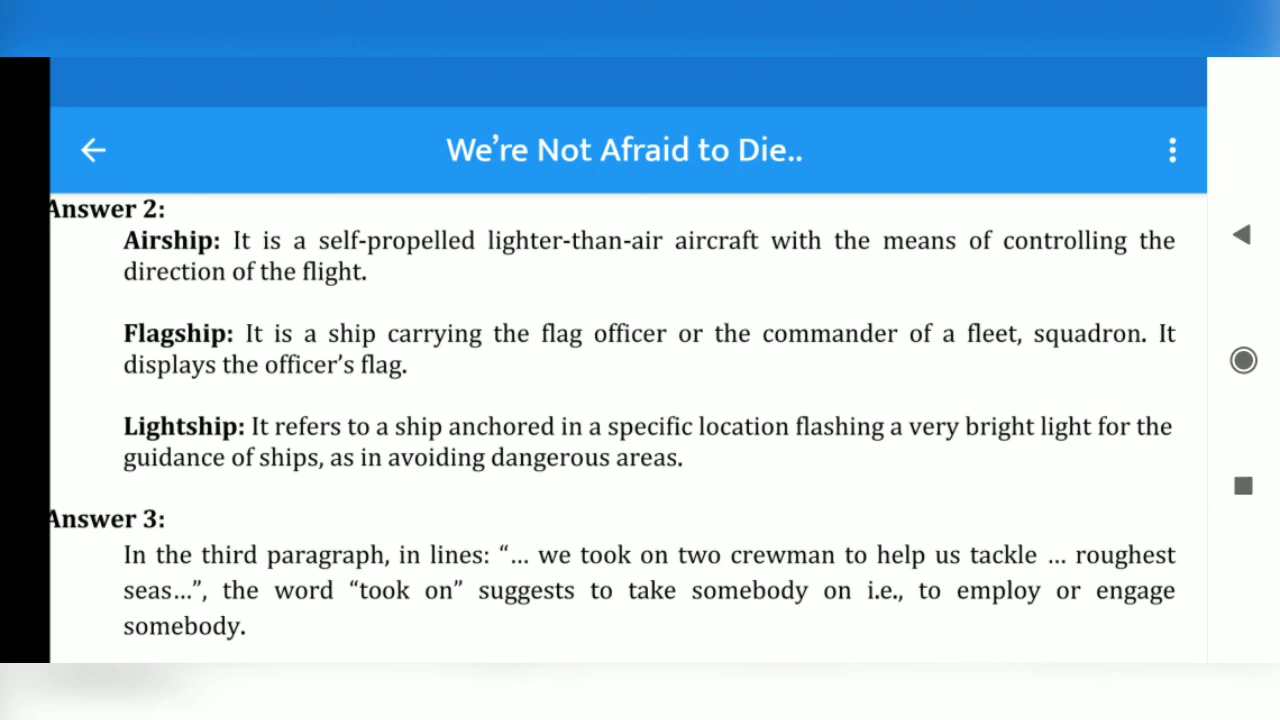 We’re Not Afraid to Die..
Answer 2:
Airship: It is a self-propelled lighter-than-air aircraft with the means of controlling the
direction of the flight.
Flagship: It is a ship carrying the flag officer or the commander of a fleet, squadron. It
displays the officer’s flag.
Lightship: It refers to a ship anchored in a specific location flashing a very bright light for the
guidance of ships, as in avoiding dangerous areas.
Answer 3:
In the third paragraph, in lines: “... we took on two crewman to help us tackle ... roughest
seas...”, the word “took on” suggests to take somebody on i.e., to employ or engage
somebody.